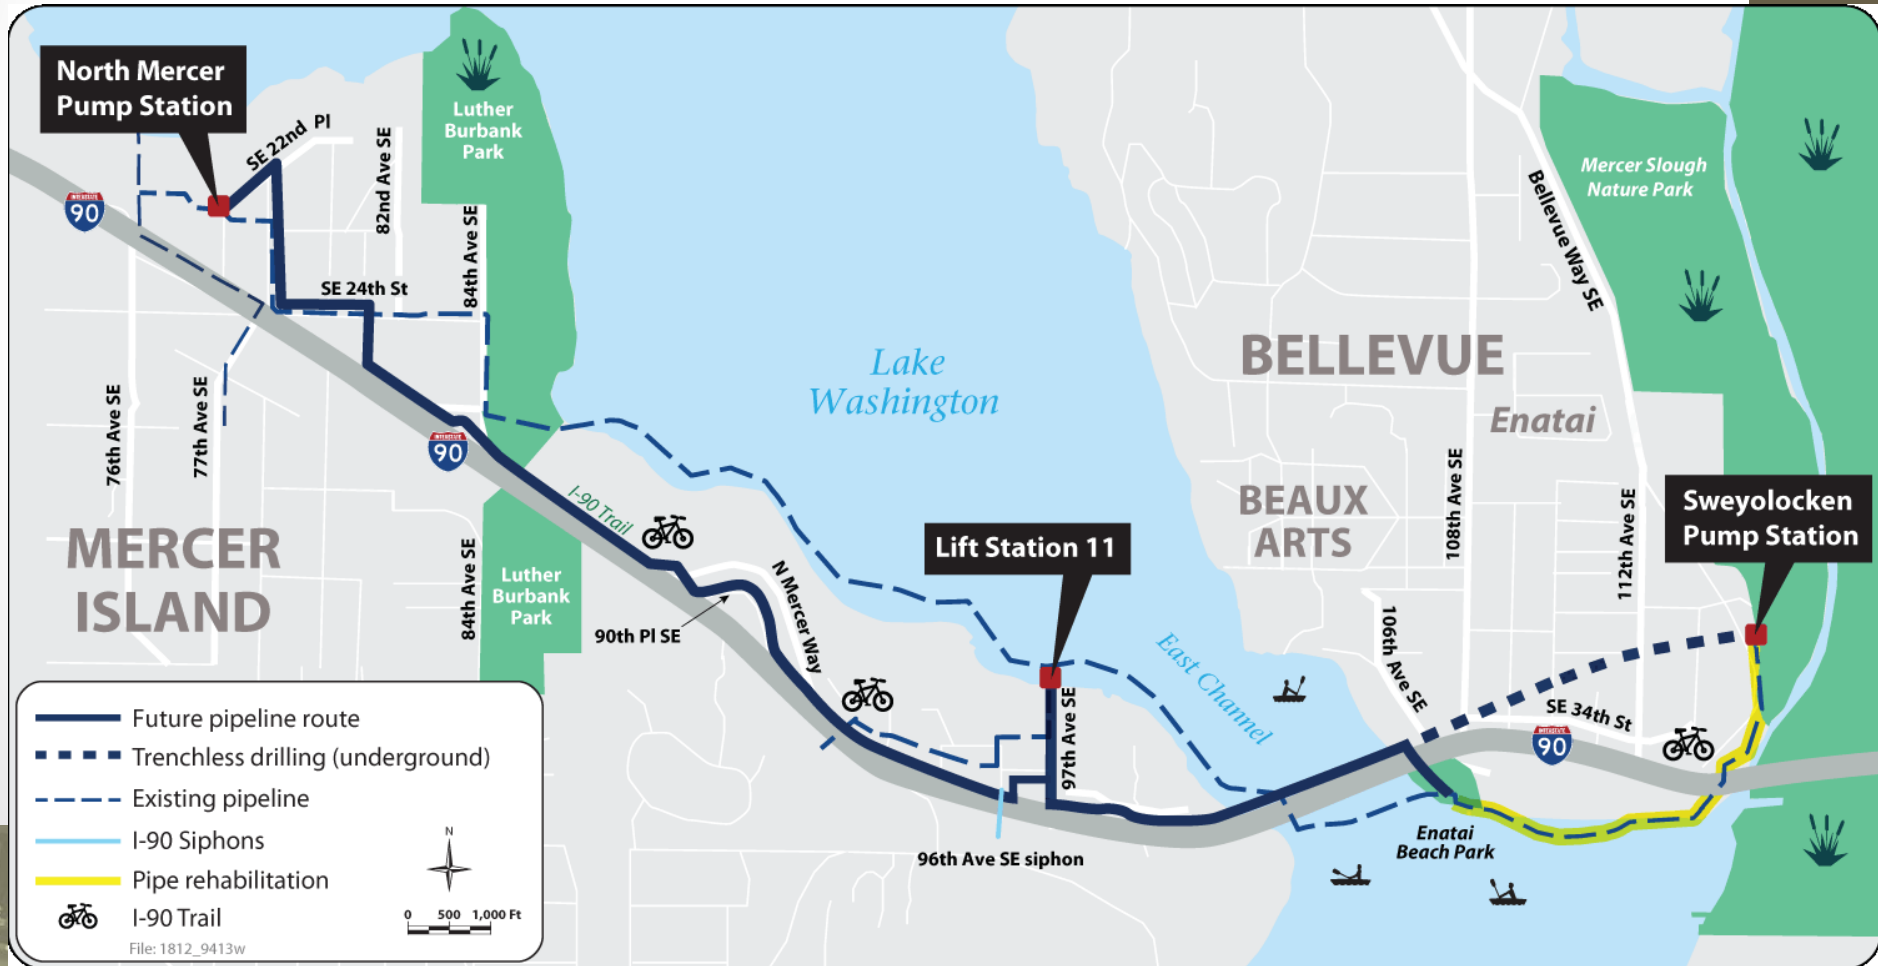 North Mercer
Pump Station
SE 22nd Pl
82nd Ave SE
Luther
Burbank
Park
84th Ave SE
INTERSTATE
90
SE 24th St
76th Ave SE
77th Ave SE
INTERSTATE
90
MERCER
ISLAND
84th Ave SE
Luther
Burbank
Park
I-90 Trail
90th Pl SE
N Mercer Way
Lake
Washington
Lift Station 11
97th Ave SE
96th Ave SE siphon
East Channel
Mercer Slough
Nature Park
Bellevue Way SE
BELLEVUE
Enatai
BEAUX
ARTS
108th Ave SE
112th Ave SE
106th Ave SE
Sweyolocken
Pump Station
SE 34th St
INTERSTATE
90
Enatai
Beach Park
Future pipeline route
Trenchless drilling (underground)
Existing pipeline
I-90 Siphons
Pipe rehabilitation
I-90 Trail
File: 1812_9413w
N
0 500 1,000 Ft